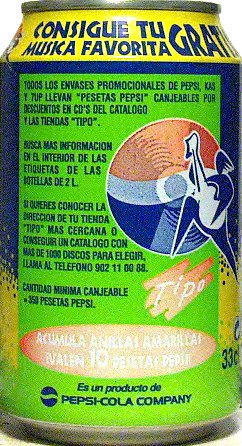 CONSIGUE TU
MUSICA FAVORITA GRATI
TODOS LOS ENVASES PROMOCIONALES DE PEPSI, KAS
Y 7UP LLEVAN "PESETAS PEPSI" CANJEABLES POR
DESCUENTOS EN CD'S DEL CATALOGO
Y LAS TIENDAS "TIPO".
BUSCA MAS INFORMACION
EN EL INTERIOR DE LAS
ETIQUETAS DE LAS
BOTELLAS DE 2 L.
SI QUIERES CONOCER LA
DIRECCION DE TU TIENDA
"TIPO" MAS CERCANA O
CONSEGUIR UN CATALOGO CON
MAS DE 1000 DISCOS PARA ELEGIR,
LLAMA AL TELEFONO 902 11 00 88.
CANTIDAD MINIMA CANJEABLE
= 350 PESETAS PEPSI.
Tipo
ACUMULA ANILLAS AMARILLAS
¡VALEN 10 PESETAS PEPSI!
33c
Es un producto de
PEPSI-COLA COMPANY